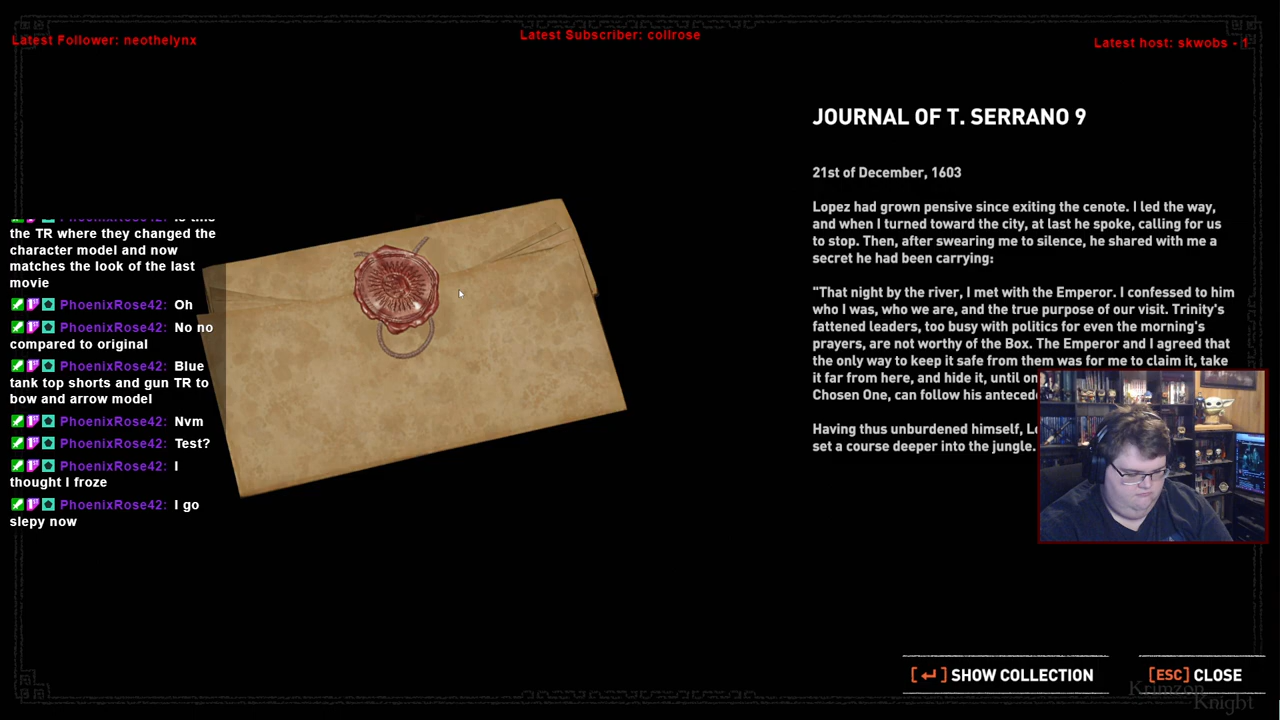 Latest Follower: neothelynx
Latest Subscriber: collrose
Latest host: skwobs - 1
JOURNAL OF T. SERRANO 9
21st of December, 1603
Lopez had grown pensive since exiting the cenote. I led the way,
and when I turned toward the city, at last he spoke, calling for us
to stop. Then, after swearing me to silence, he shared with me a
secret he had been carrying:
"That night by the river, I met with the Emperor. I confessed to him
who I was, who we are, and the true purpose of our visit. Trinity's
fattened leaders, too busy with politics for even the morning's
prayers, are not worthy of the Box. The Emperor and I agreed that
the only way to keep it safe from them was for me to claim it, take
it far from here, and hide it, until
Chosen One, can follow his
Having thus unburdened himself,
set a course deeper into the jungle.
the TR where they changed the
character model and now
matches the look of the last
movie
PhoenixRose42: Oh
PhoenixRose42: No no
compared to original
PhoenixRose42: Blue
tank top shorts and gun TR to
bow and arrow model
PhoenixRose42: Nvm
PhoenixRose42: Test?
PhoenixRose42: I
thought I froze
PhoenixRose42: I go
slepy now
[↵] SHOW COLLECTION
[ESC] CLOSE
Krimzon
Knight